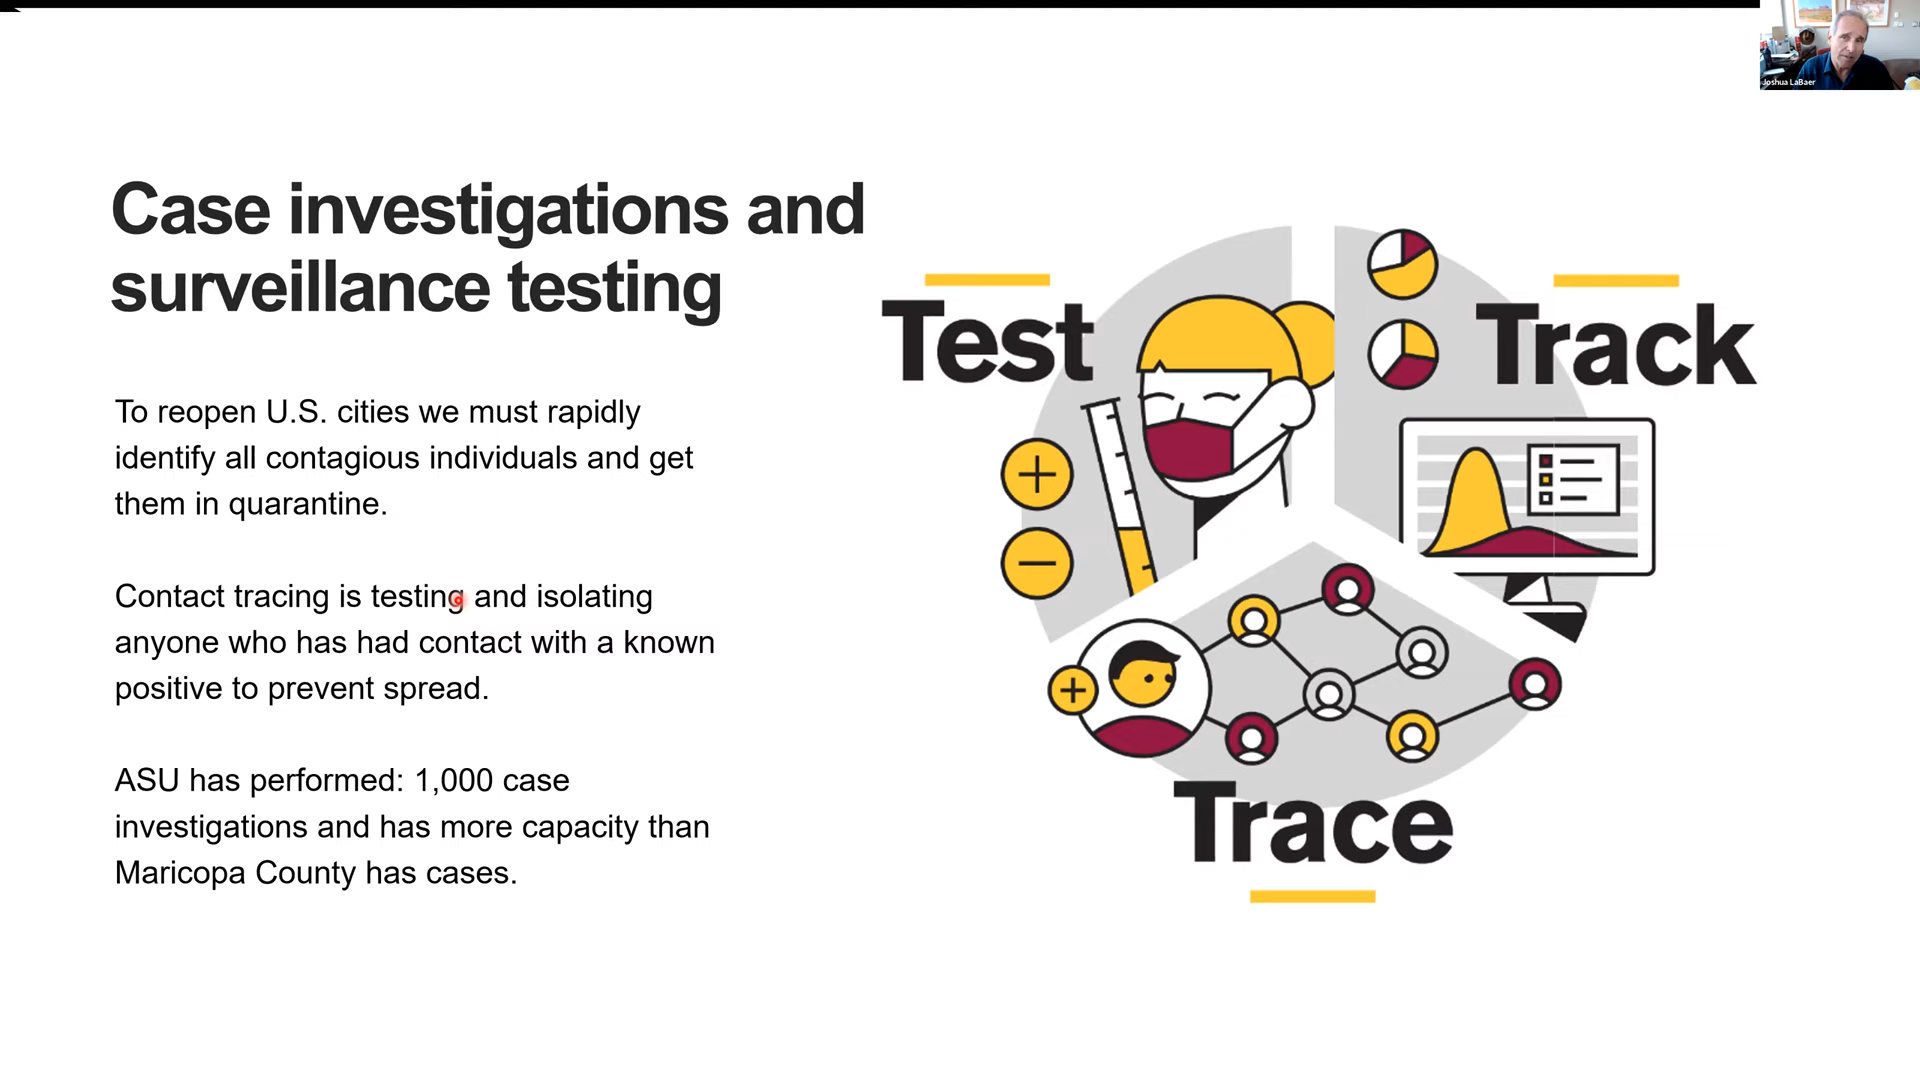 Joshua LaBaer
Case investigations and
surveillance testing
To reopen U.S. cities we must rapidly
identify all contagious individuals and get
them in quarantine.
Contact tracing is testing and isolating
anyone who has had contact with a known
positive to prevent spread.
ASU has performed: 1,000 case
investigations and has more capacity than
Maricopa County has cases.
Test
Track
Trace